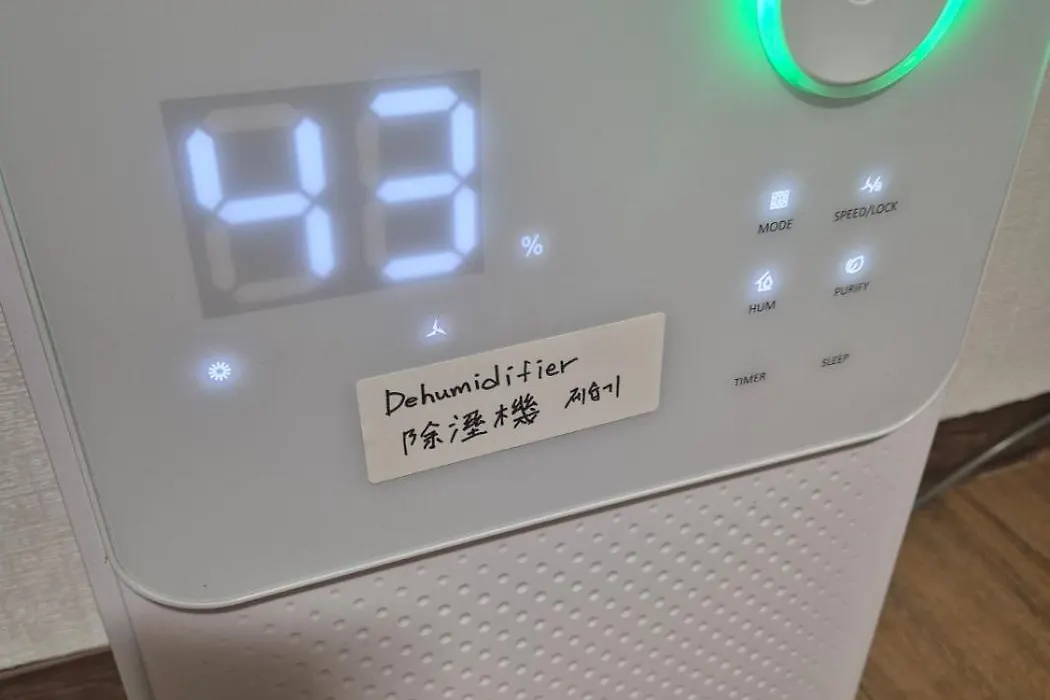 43 %
MODE SPEED/LOCK
HUM PURIFY
TIMER SLEEP
Dehumidifier
除溼機 제습기